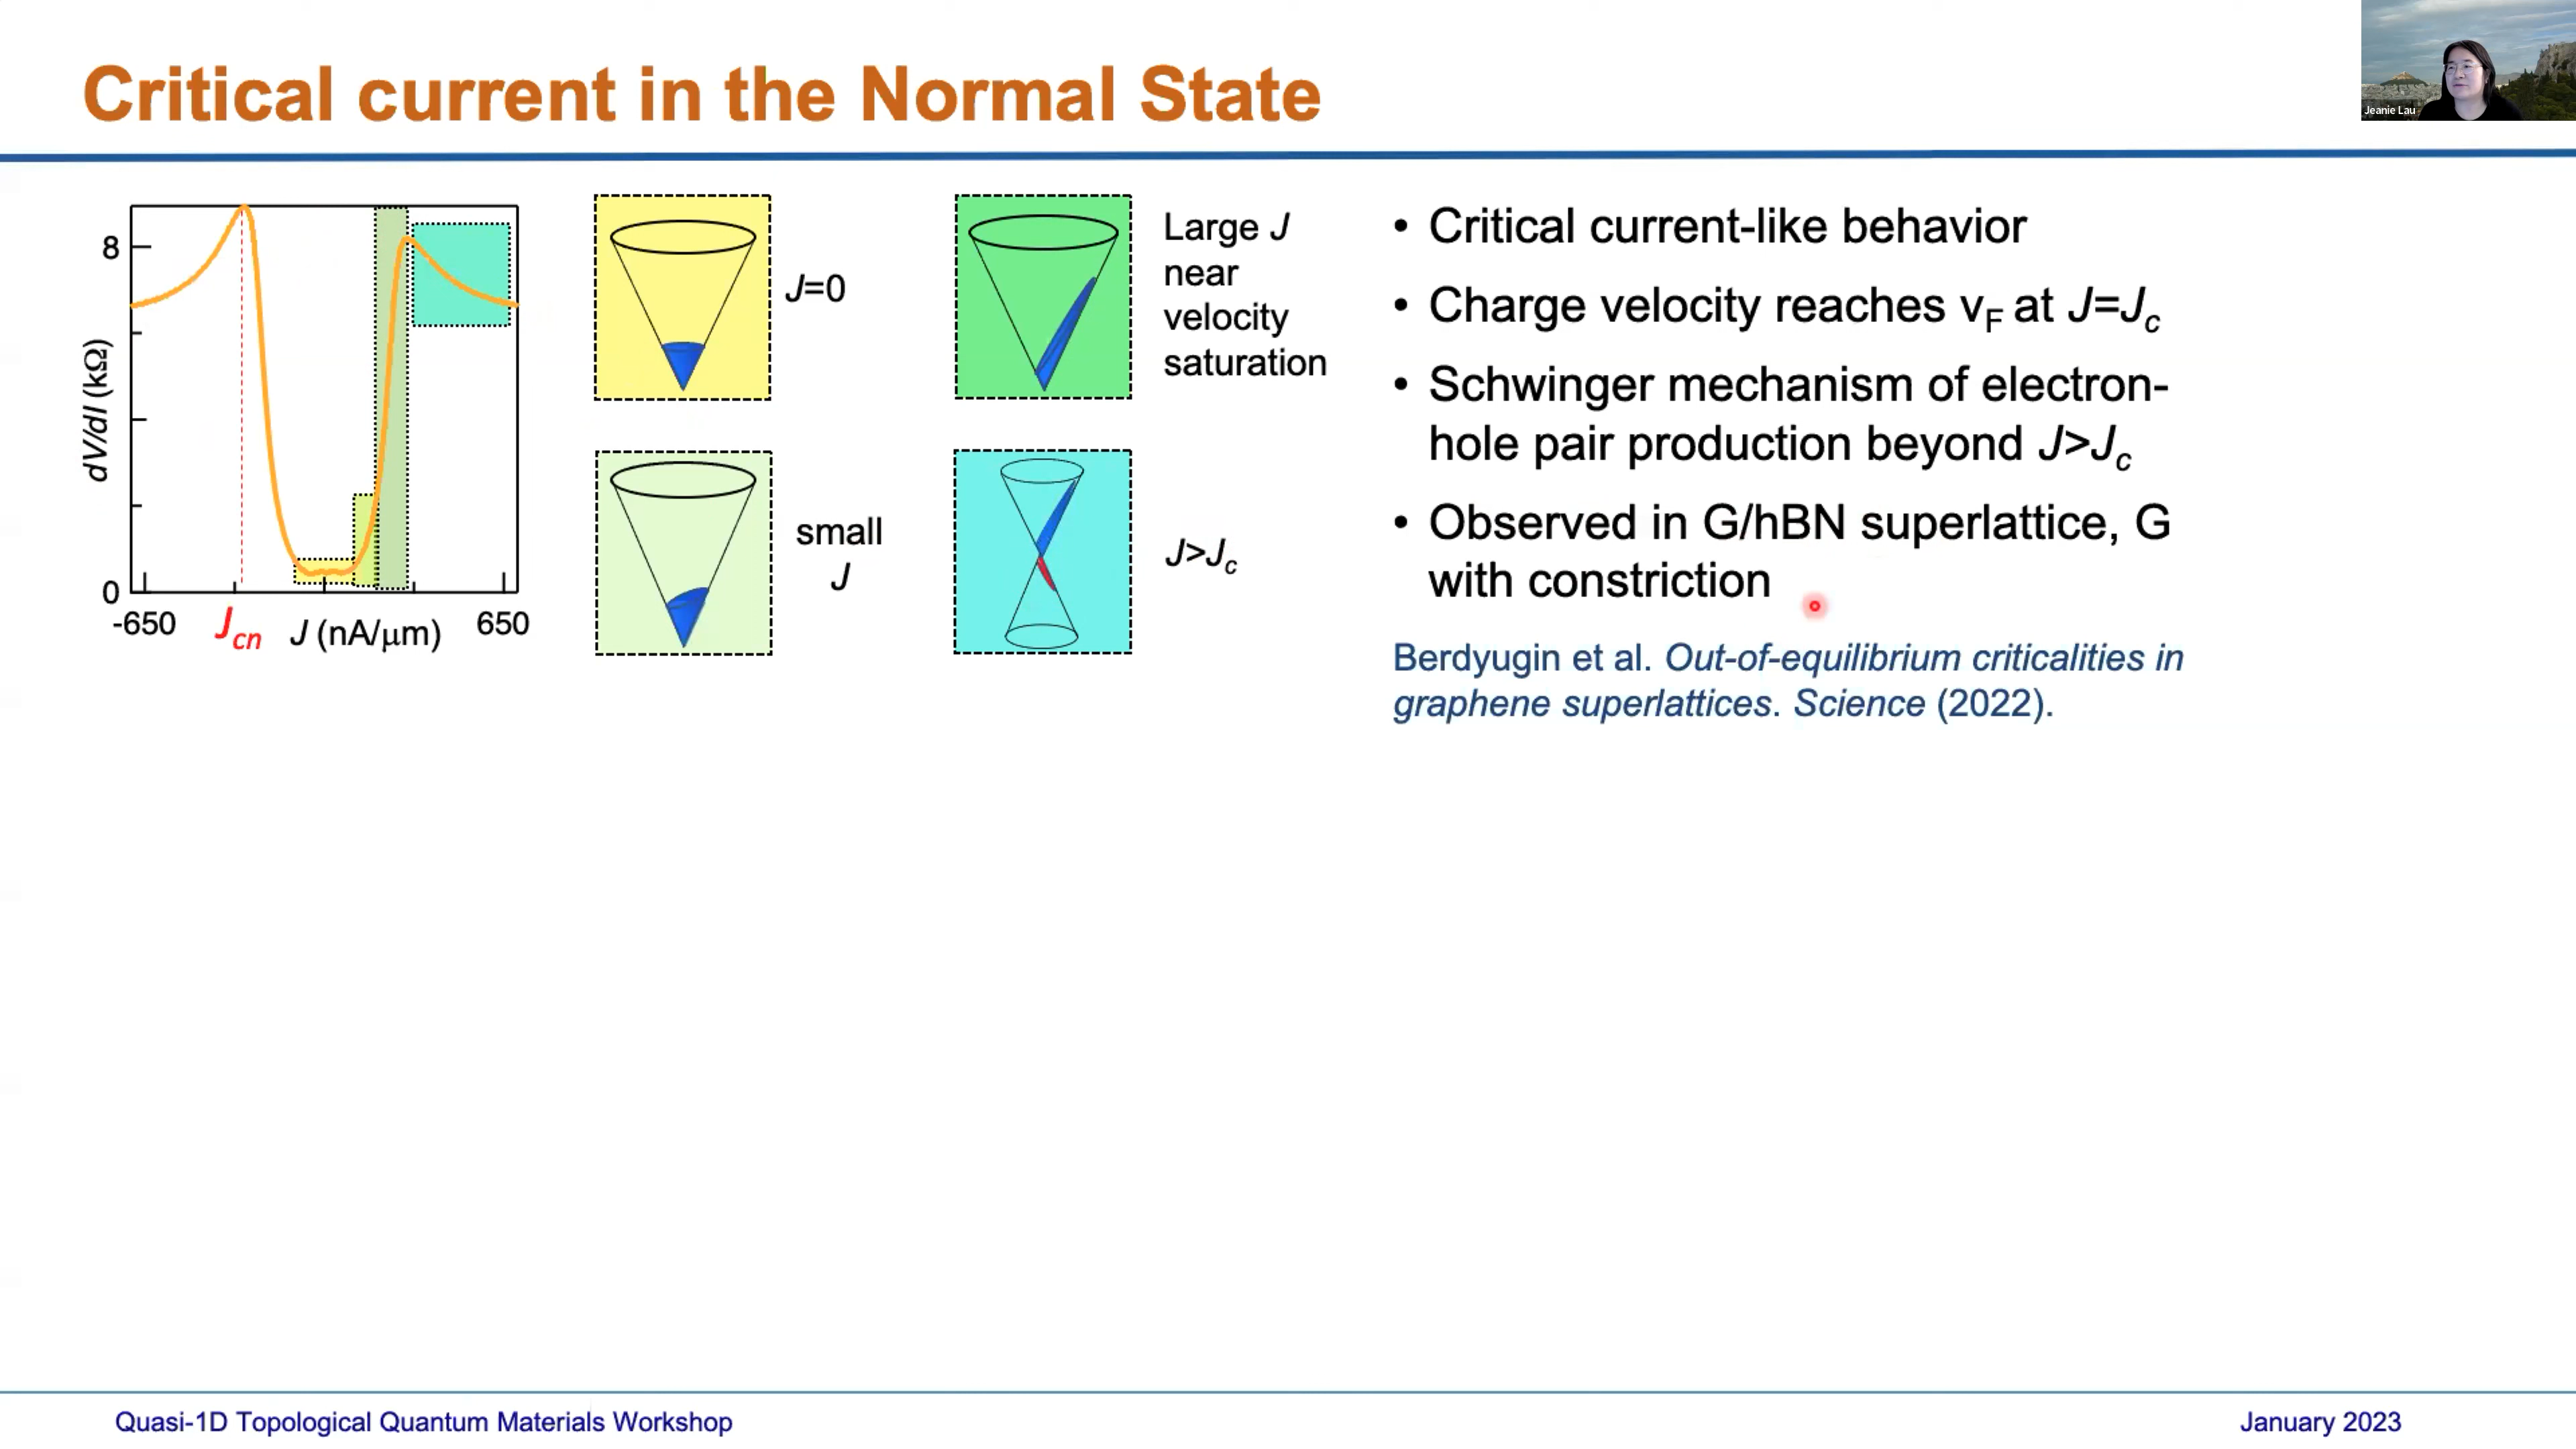 Critical current in the Normal State
Jeanie Lau
8
0
dV/dI (kΩ)
-650
Jcn
J (nA/μm)
650
J=0
small
J
Large J
near
velocity
saturation
J>Jc
• Critical current-like behavior
• Charge velocity reaches vF at J=Jc
• Schwinger mechanism of electron-
hole pair production beyond J>Jc
• Observed in G/hBN superlattice, G
with constriction
Berdyugin et al. Out-of-equilibrium criticalities in
graphene superlattices. Science (2022).
Quasi-1D Topological Quantum Materials Workshop
January 2023